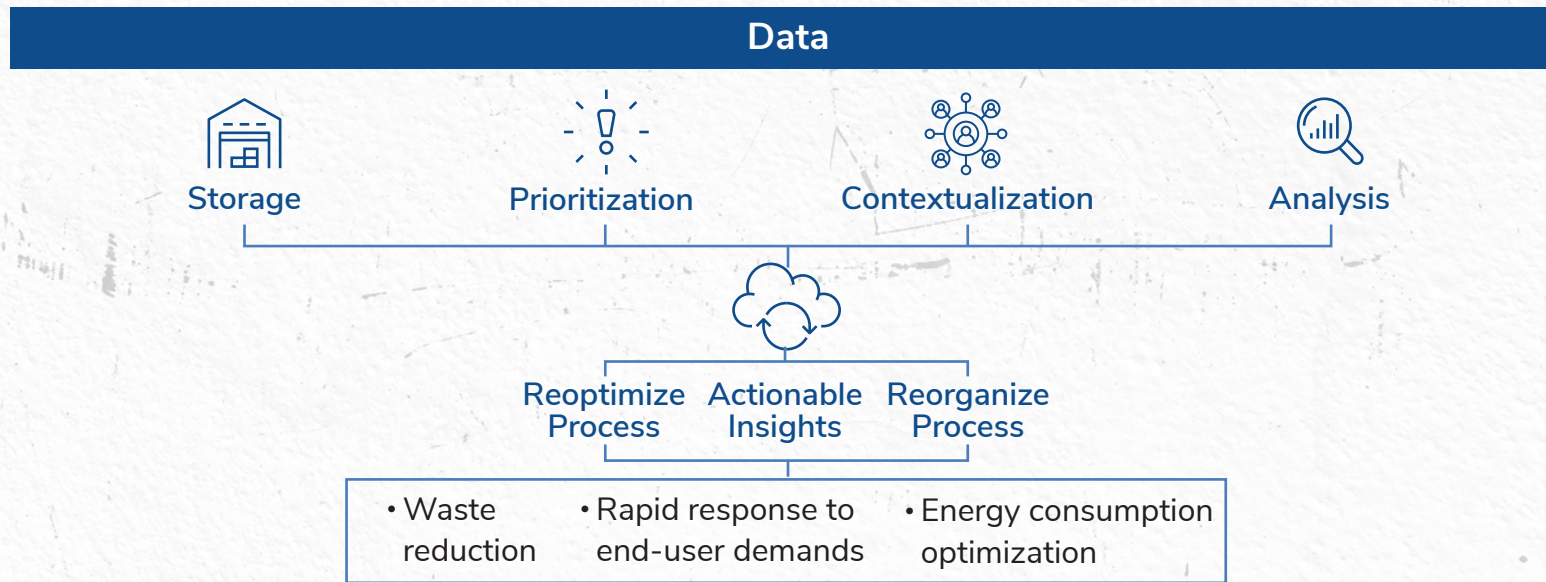 Data
Storage
Prioritization
Contextualization
Analysis
Reoptimize
Process
Actionable
Insights
Reorganize
Process
• Waste
reduction
• Rapid response to
end-user demands
• Energy consumption
optimization